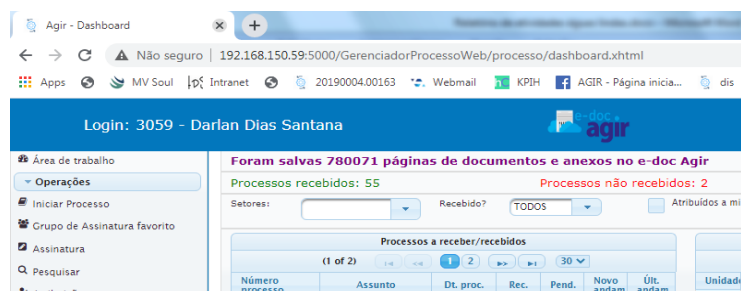 Agir - Dashboard
Não seguro | 192.168.150.59:5000/GerenciadorProcessoWeb/processo/dashboard.xhtml
Apps MV Soul Intranet 20190004.00163 Webmail KPIH AGIR - Página inicia... dis
Login: 3059 - Darlan Dias Santana
e-doc
agir
Área de trabalho
Foram salvas 780071 páginas de documentos e anexos no e-doc Agir
Operações
Processos recebidos: 55 Processos não recebidos: 2
Iniciar Processo
Setores: Recebido? TODOS Atribuídos a mi
Grupo de Assinatura favorito
Assinatura
Processos a receber/recebidos
Pesquisar
(1 of 2) 1 2 30
Número processo Assunto Dt. proc. Rec. Pend. Novo andam Últ. andam Unidad